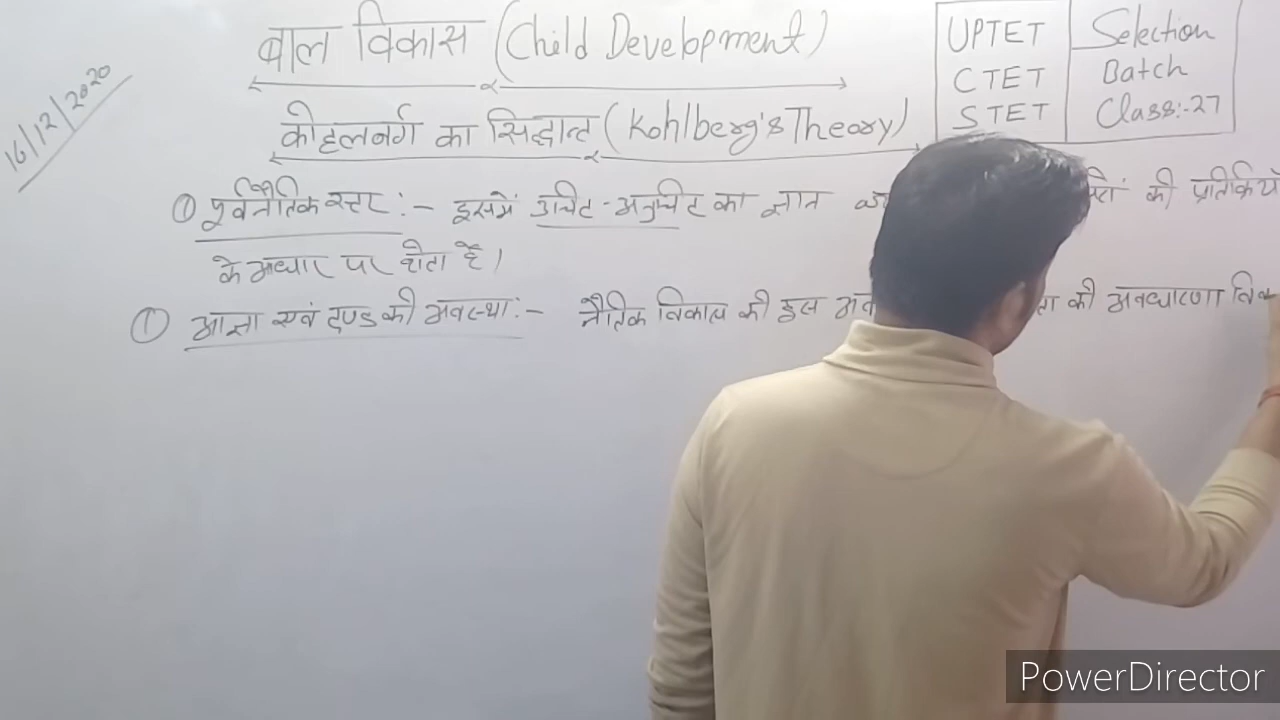 16/12/2020
बाल विकास (Child Development)
UPTET Selection
CTET Batch
STET Class:-27
कोहलबर्ग का सिद्धान्त (Kohlberg's Theory)
① पूर्वनैतिक स्तर :- इसमें उचित-अनुचित का ज्ञान की प्रतिक्रियो
के आधार पर होता है।
① आज्ञा एवं दण्ड की अवस्था :- नैतिक विकास की इस की अवधारणा
PowerDirector